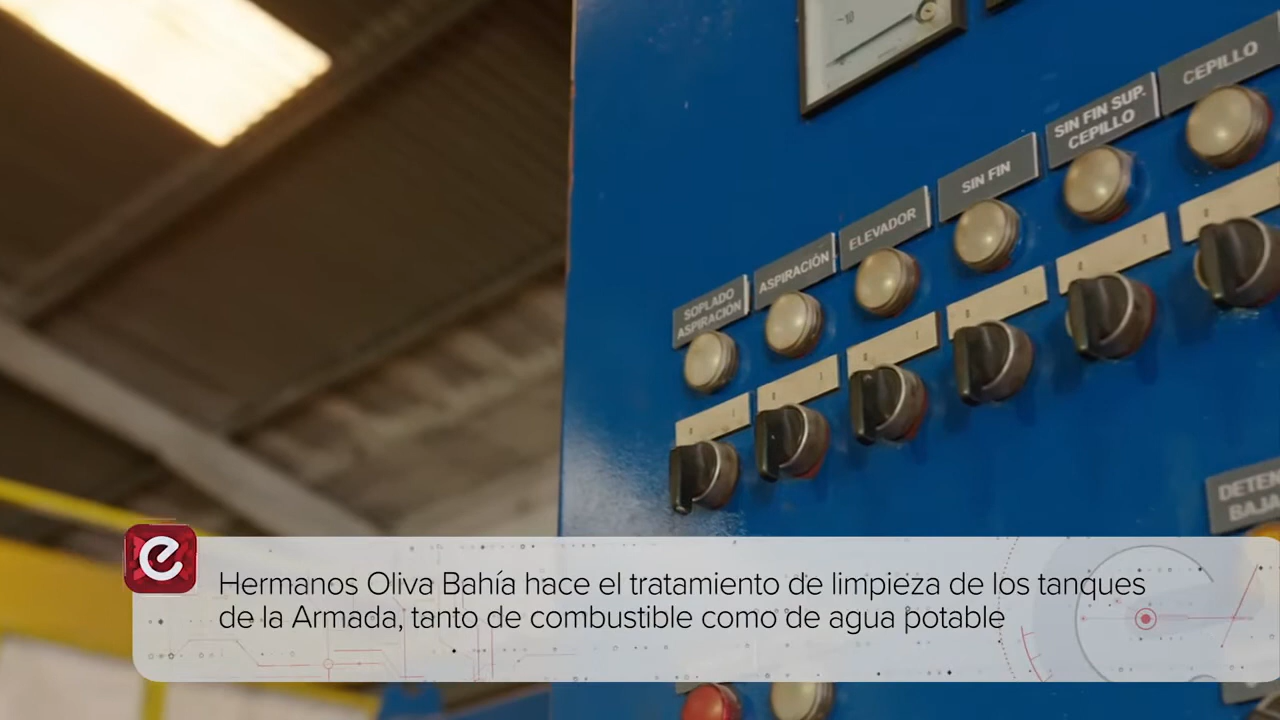 -10
CEPILLO
SIN FIN SUP.
CEPILLO
SIN FIN
ELEVADOR
ASPIRACIÓN
SOPLADO
ASPIRACIÓN
e
Hermanos Oliva Bahía hace el tratamiento de limpieza de los tanques
de la Armada, tanto de combustible como de agua potable